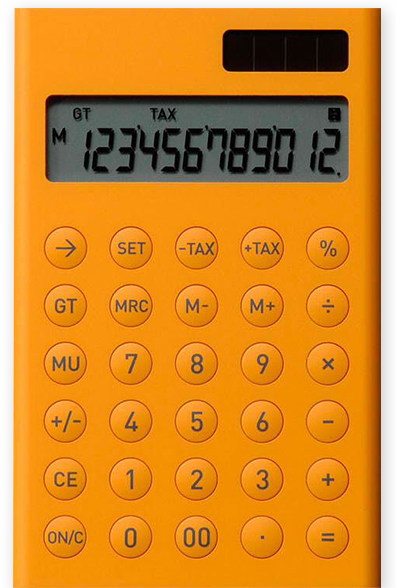 GT TAX
M 123456789012.
→ SET -TAX +TAX %
GT MRC M- M+ ÷
MU 7 8 9 ×
+/- 4 5 6 -
CE 1 2 3 +
ON/C 0 00 · =